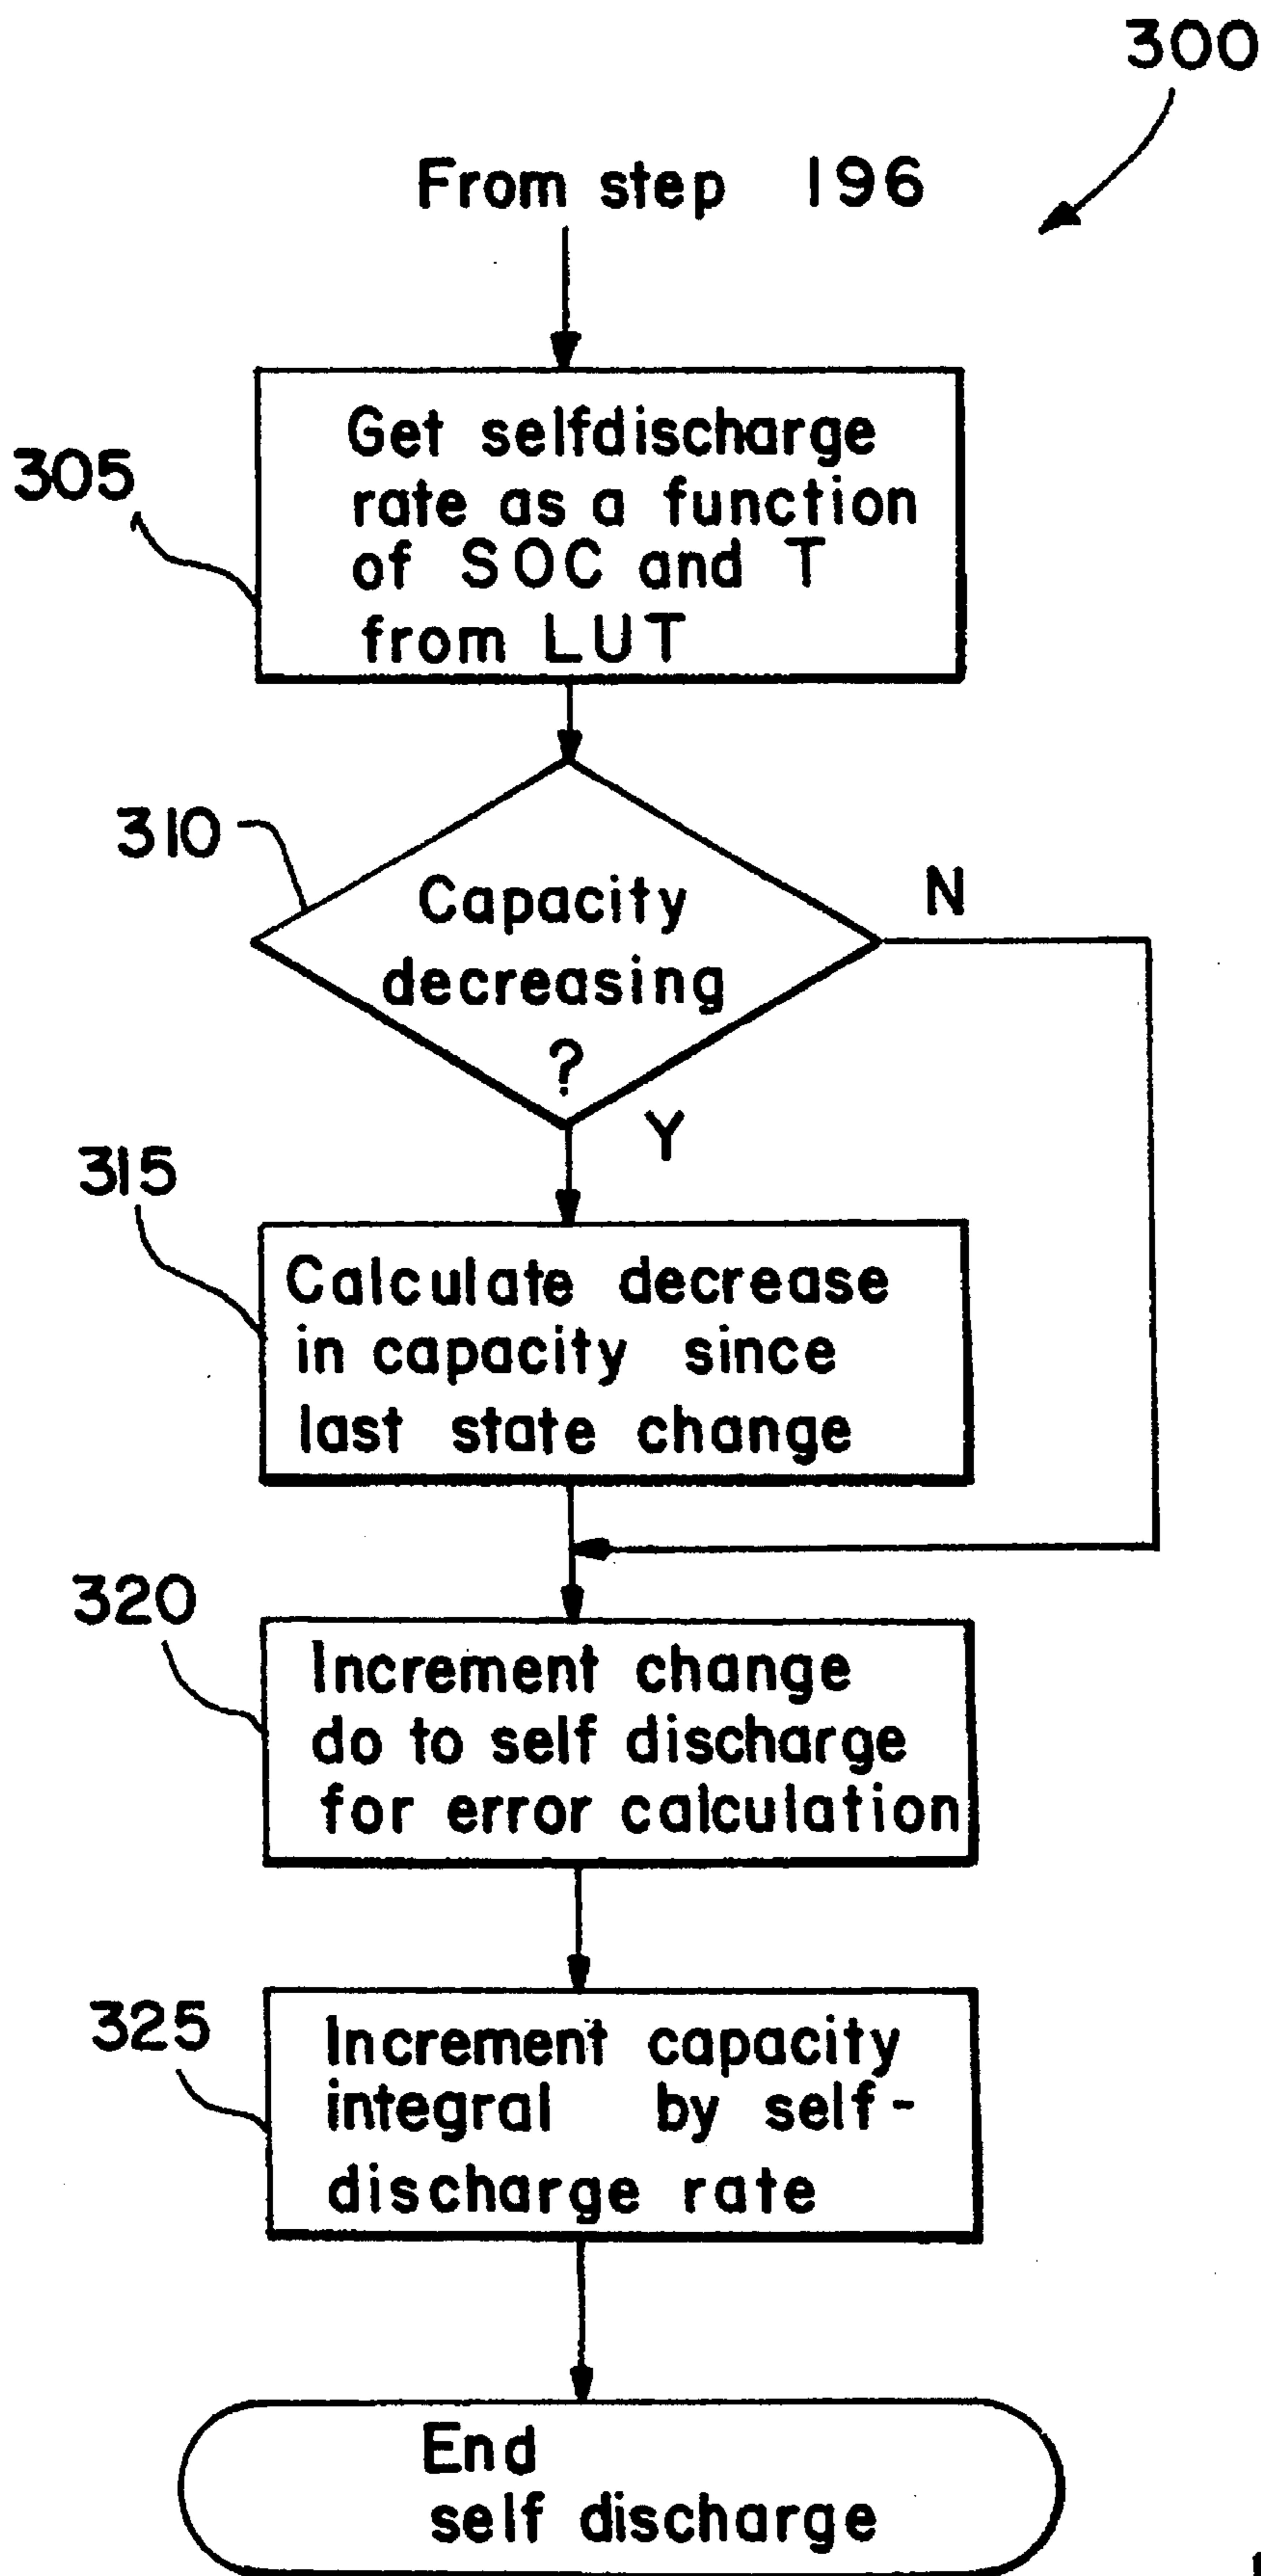 300
From step 196
305
Get selfdischarge
rate as a function
of SOC and T
from LUT
310
Capacity
decreasing
?
N
Y
315
Calculate decrease
in capacity since
last state change
320
Increment change
do to self discharge
for error calculation
325
Increment capacity
integral by self-
discharge rate
End
self discharge